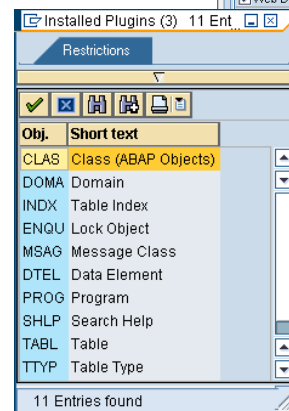 Web D
Installed Plugins (3) 11 Ent
Restrictions
Obj. Short text
CLAS Class (ABAP Objects)
DOMA Domain
INDX Table Index
ENQU Lock Object
MSAG Message Class
DTEL Data Element
PROG Program
SHLP Search Help
TABL Table
TTYP Table Type
11 Entries found